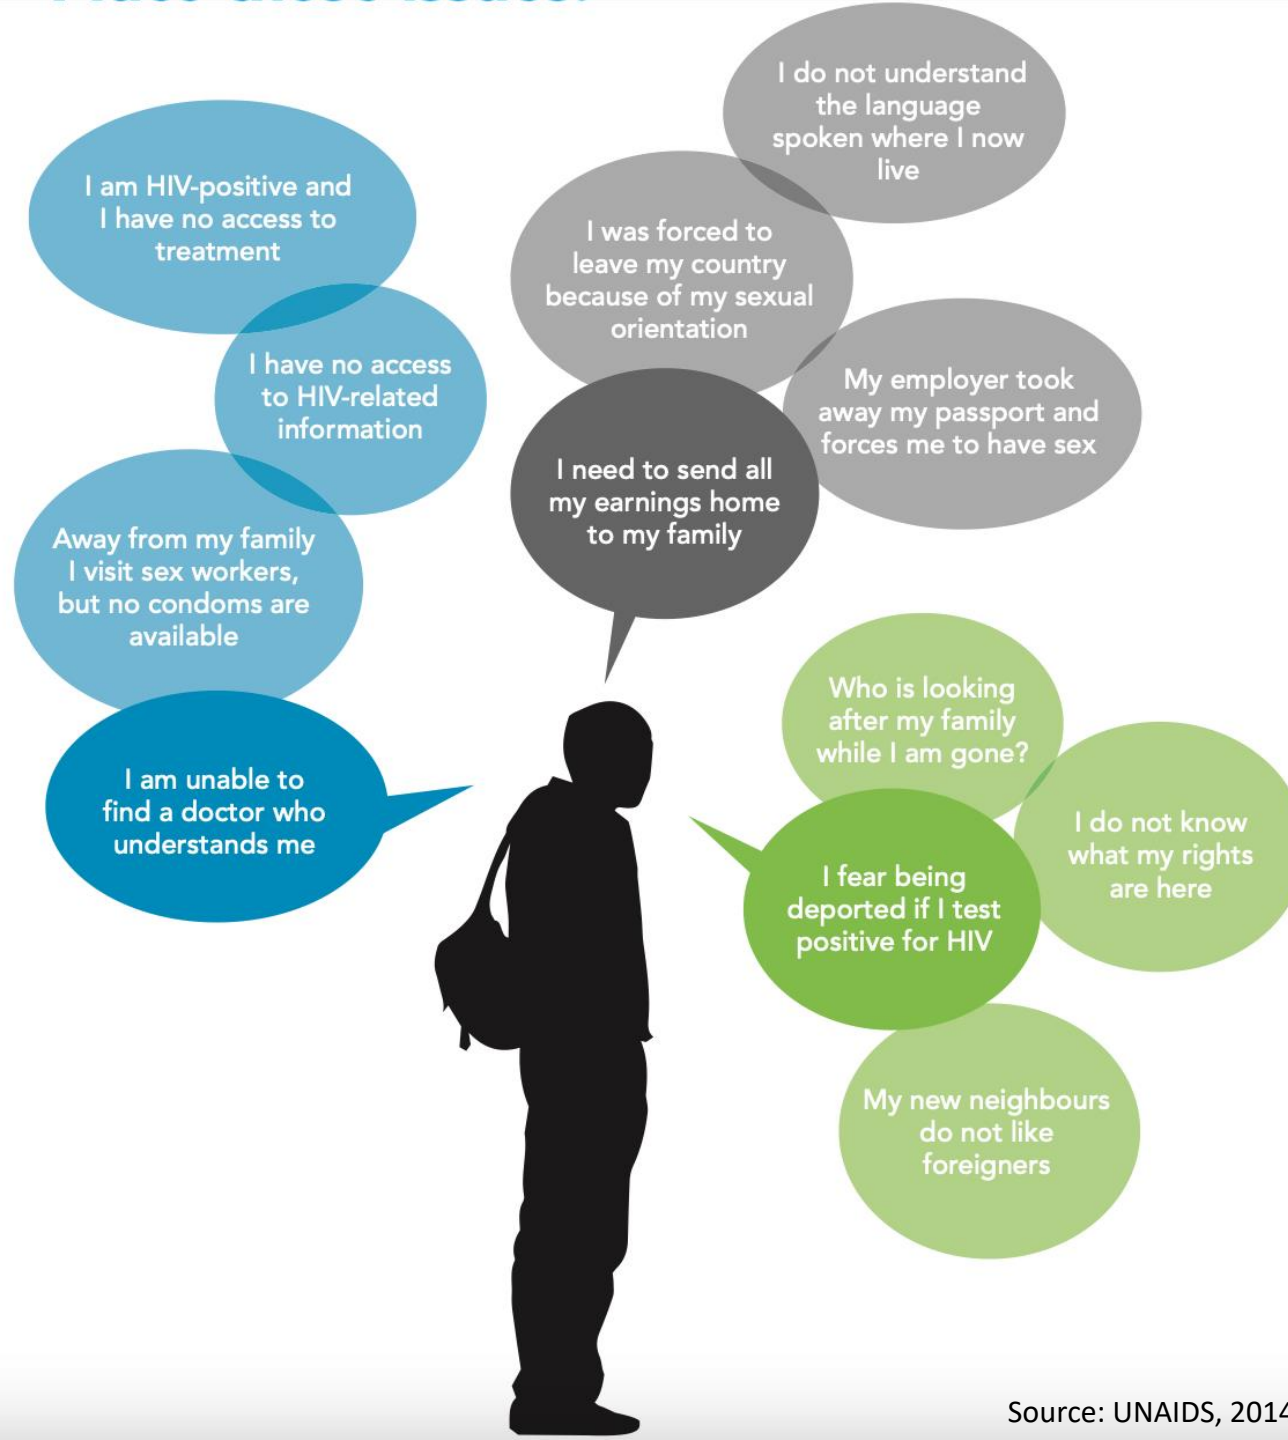 I do not understand
the language
spoken where I now
live
I am HIV-positive and
I have no access to
treatment
I was forced to
leave my country
because of my sexual
orientation
I have no access
to HIV-related
information
My employer took
away my passport and
forces me to have sex
I need to send all
my earnings home
to my family
Away from my family
I visit sex workers,
but no condoms are
available
Who is looking
after my family
while I am gone?
I am unable to
find a doctor who
understands me
I do not know
what my rights
are here
I fear being
deported if I test
positive for HIV
My new neighbours
do not like
foreigners
Source: UNAIDS, 2014